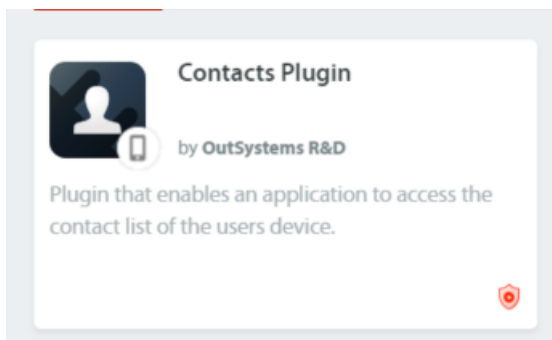 Contacts Plugin
by OutSystems R&D
Plugin that enables an application to access the
contact list of the users device.